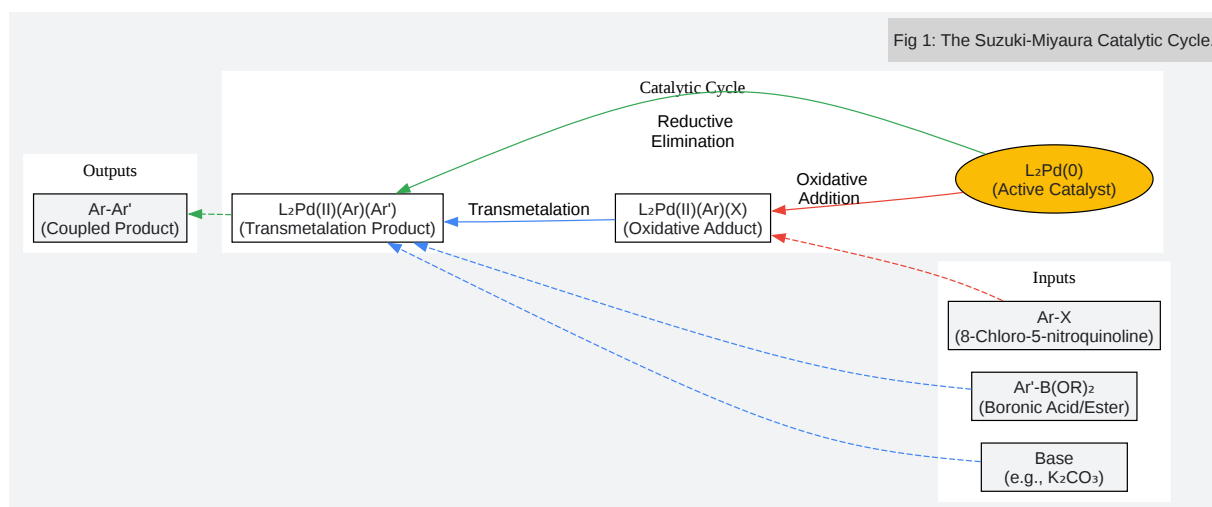 Fig 1: The Suzuki-Miyaura Catalytic Cycle.
Catalytic Cycle
Reductive
Elimination
Outputs
Ar-Ar'
(Coupled Product)
L₂Pd(II)(Ar)(Ar')
(Transmetalation Product)
Transmetalation
L₂Pd(II)(Ar)(X)
(Oxidative Adduct)
Oxidative
Addition
L₂Pd(0)
(Active Catalyst)
Inputs
Ar-X
(8-Chloro-5-nitroquinoline)
Ar'-B(OR)₂
(Boronic Acid/Ester)
Base
(e.g., K₂CO₃)